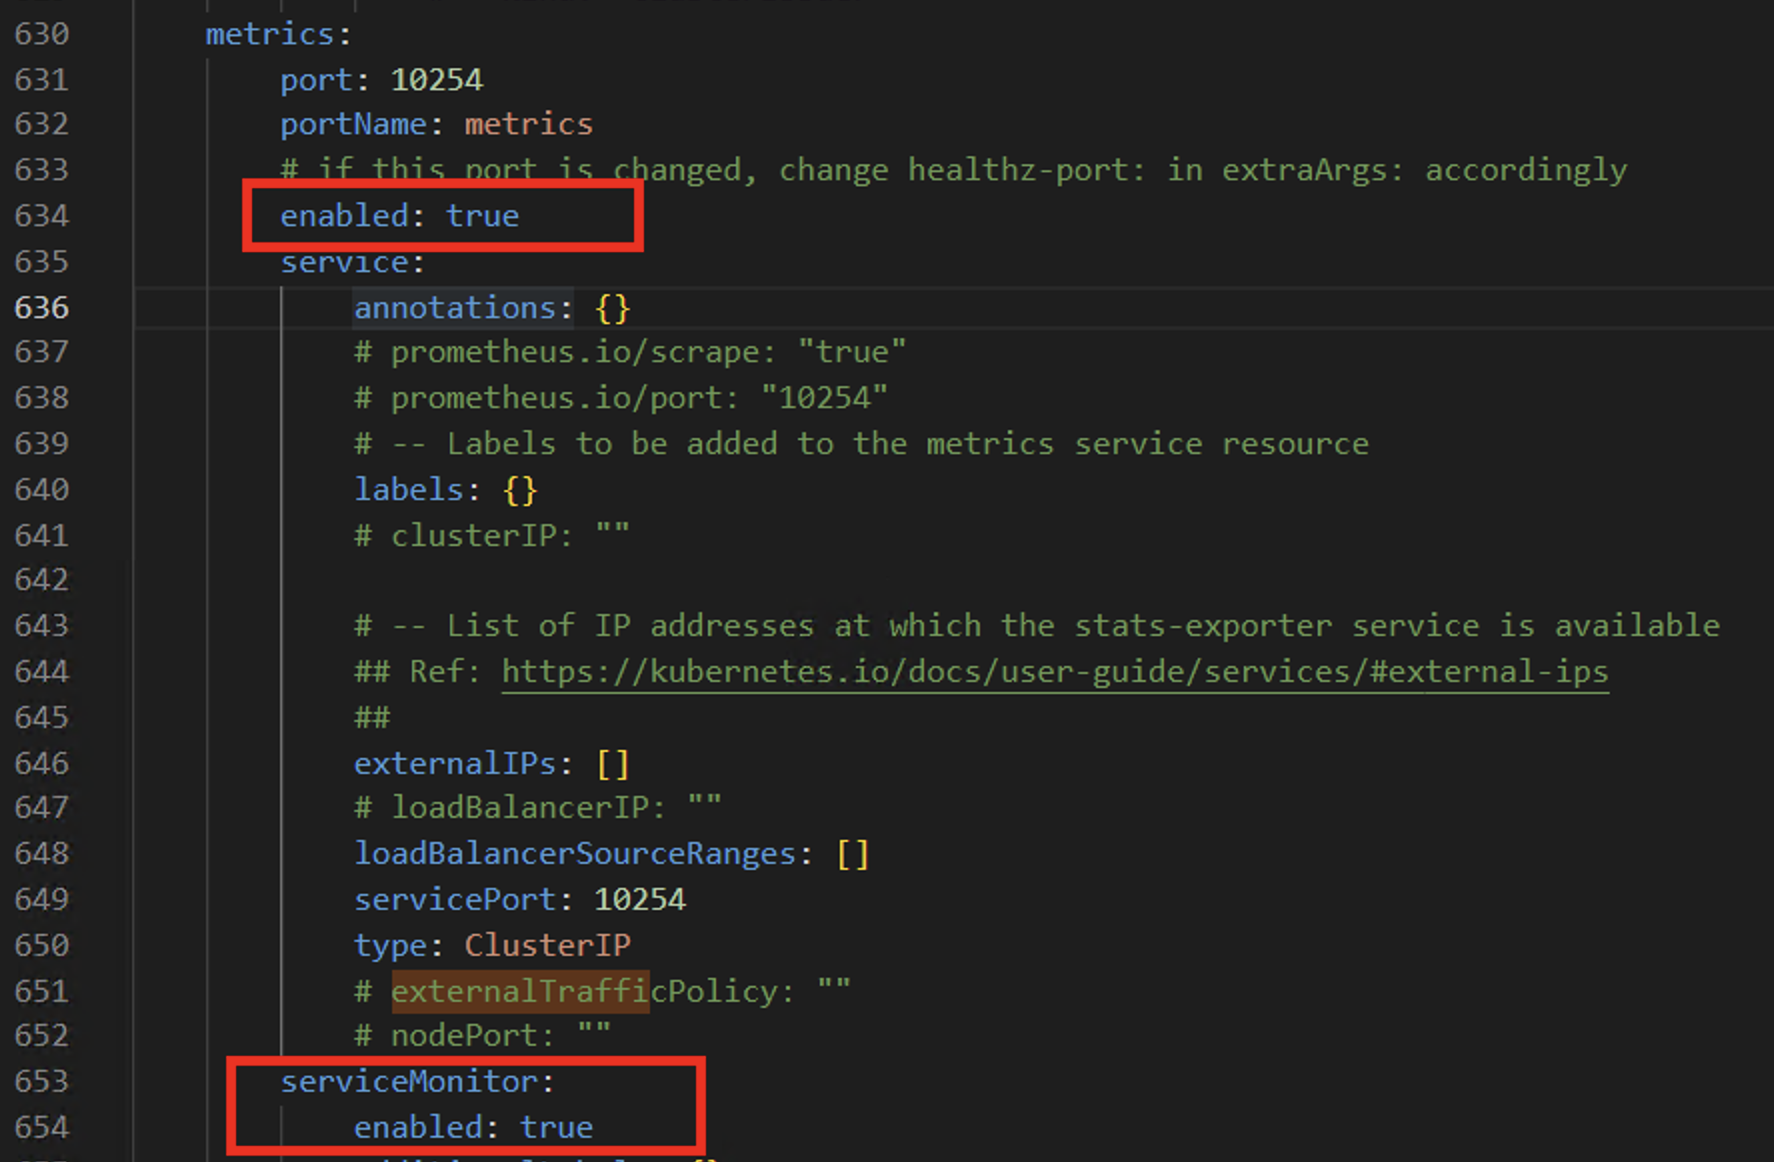 630 metrics:
631 port: 10254
632 portName: metrics
633 # if this port is changed, change healthz-port: in extraArgs: accordingly
634 enabled: true
635 service:
636 annotations: {}
637 # prometheus.io/scrape: "true"
638 # prometheus.io/port: "10254"
639 # -- Labels to be added to the metrics service resource
640 labels: {}
641 # clusterIP: ""
642
643 # -- List of IP addresses at which the stats-exporter service is available
644 ## Ref: https://kubernetes.io/docs/user-guide/services/#external-ips
645 ##
646 externalIPs: []
647 # loadBalancerIP: ""
648 loadBalancerSourceRanges: []
649 servicePort: 10254
650 type: ClusterIP
651 # externalTrafficPolicy: ""
652 # nodePort: ""
653 serviceMonitor:
654 enabled: true